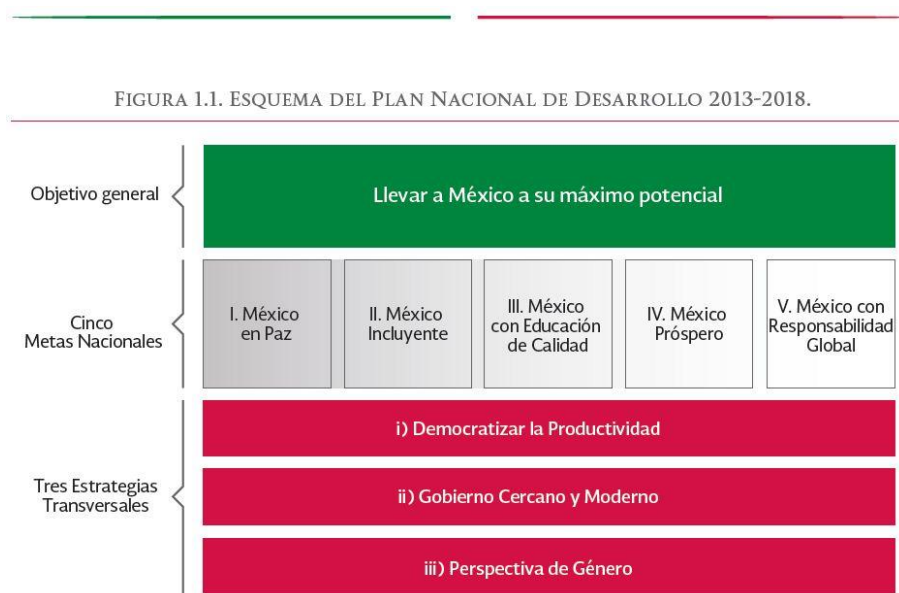 FIGURA 1.1. ESQUEMA DEL PLAN NACIONAL DE DESARROLLO 2013-2018.
Objetivo general
Llevar a México a su máximo potencial
Cinco
Metas Nacionales
I. México
en Paz
II. México
Incluyente
III. México
con Educación
de Calidad
IV. México
Próspero
V. México con
Responsabilidad
Global
Tres Estrategias
Transversales
i) Democratizar la Productividad
ii) Gobierno Cercano y Moderno
iii) Perspectiva de Género